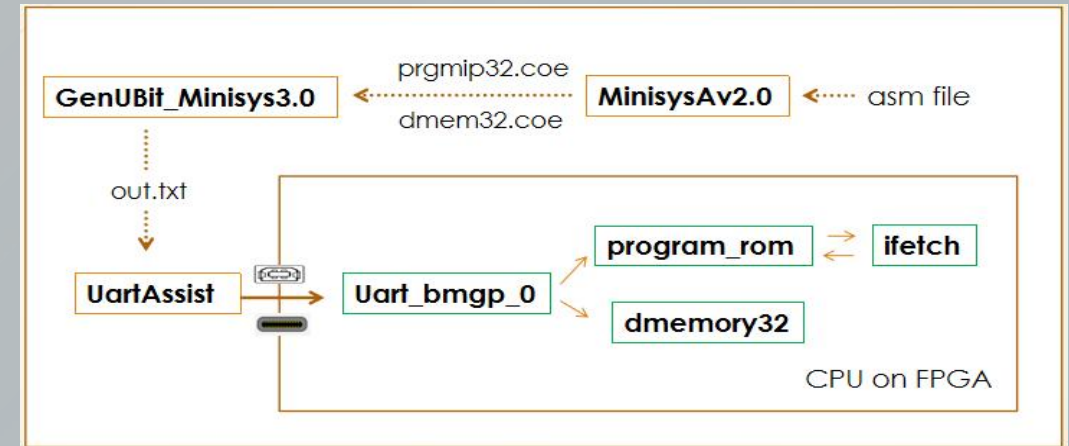 prgmip32.coe
GenUBit_Minisys3.0
MinisysAv2.0
asm file
dmem32.coe
out.txt
program_rom
ifetch
UartAssist
Uart_bmgp_0
dmemory32
CPU on FPGA